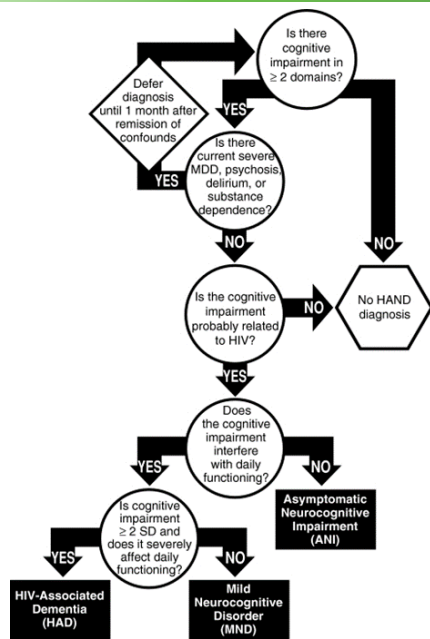 Is there
cognitive
impairment in
≥ 2 domains?
Defer
diagnosis
until 1 month after
remission of
confounds.
YES
NO
Is there
current severe
MDD, psychosis,
delirium, or
substance
dependence?
YES
NO
Is the cognitive
impairment
probably related
to HIV?
NO
No HAND
diagnosis
YES
Does
the cognitive
impairment
interfere
with daily
functioning?
YES
NO
Asymptomatic
Neurocognitive
Impairment
(ANI)
Is cognitive
impairment
≥ 2 SD and
does it severely
affect daily
functioning?
YES
NO
HIV-Associated
Dementia
(HAD)
Mild
Neurocognitive
Disorder
(MND)